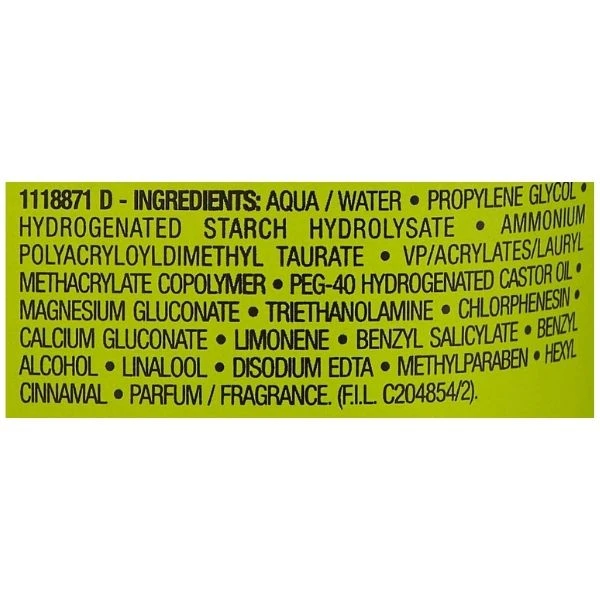 1118871 D - INGREDIENTS: AQUA / WATER • PROPYLENE GLYCOL •
HYDROGENATED STARCH HYDROLYSATE • AMMONIUM
POLYACRYLOYLDIMETHYL TAURATE • VP/ACRYLATES/LAURYL
METHACRYLATE COPOLYMER • PEG-40 HYDROGENATED CASTOR OIL •
MAGNESIUM GLUCONATE • TRIETHANOLAMINE • CHLORPHENESIN •
CALCIUM GLUCONATE • LIMONENE • BENZYL SALICYLATE • BENZYL
ALCOHOL • LINALOOL • DISODIUM EDTA • METHYLPARABEN • HEXYL
CINNAMAL • PARFUM / FRAGRANCE. (F.I.L. C204854/2).